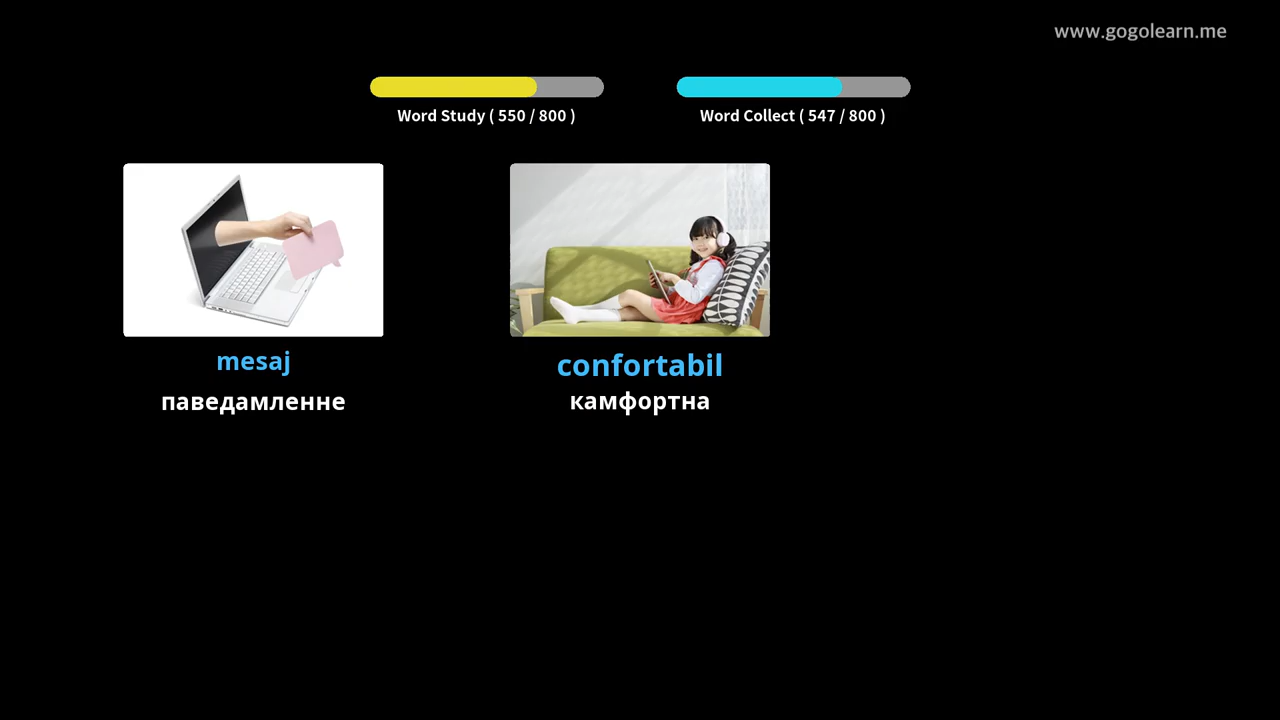 www.gogolearn.me
Word Study ( 550 / 800 )
Word Collect ( 547 / 800 )
mesaj
паведамленне
confortabil
камфортна